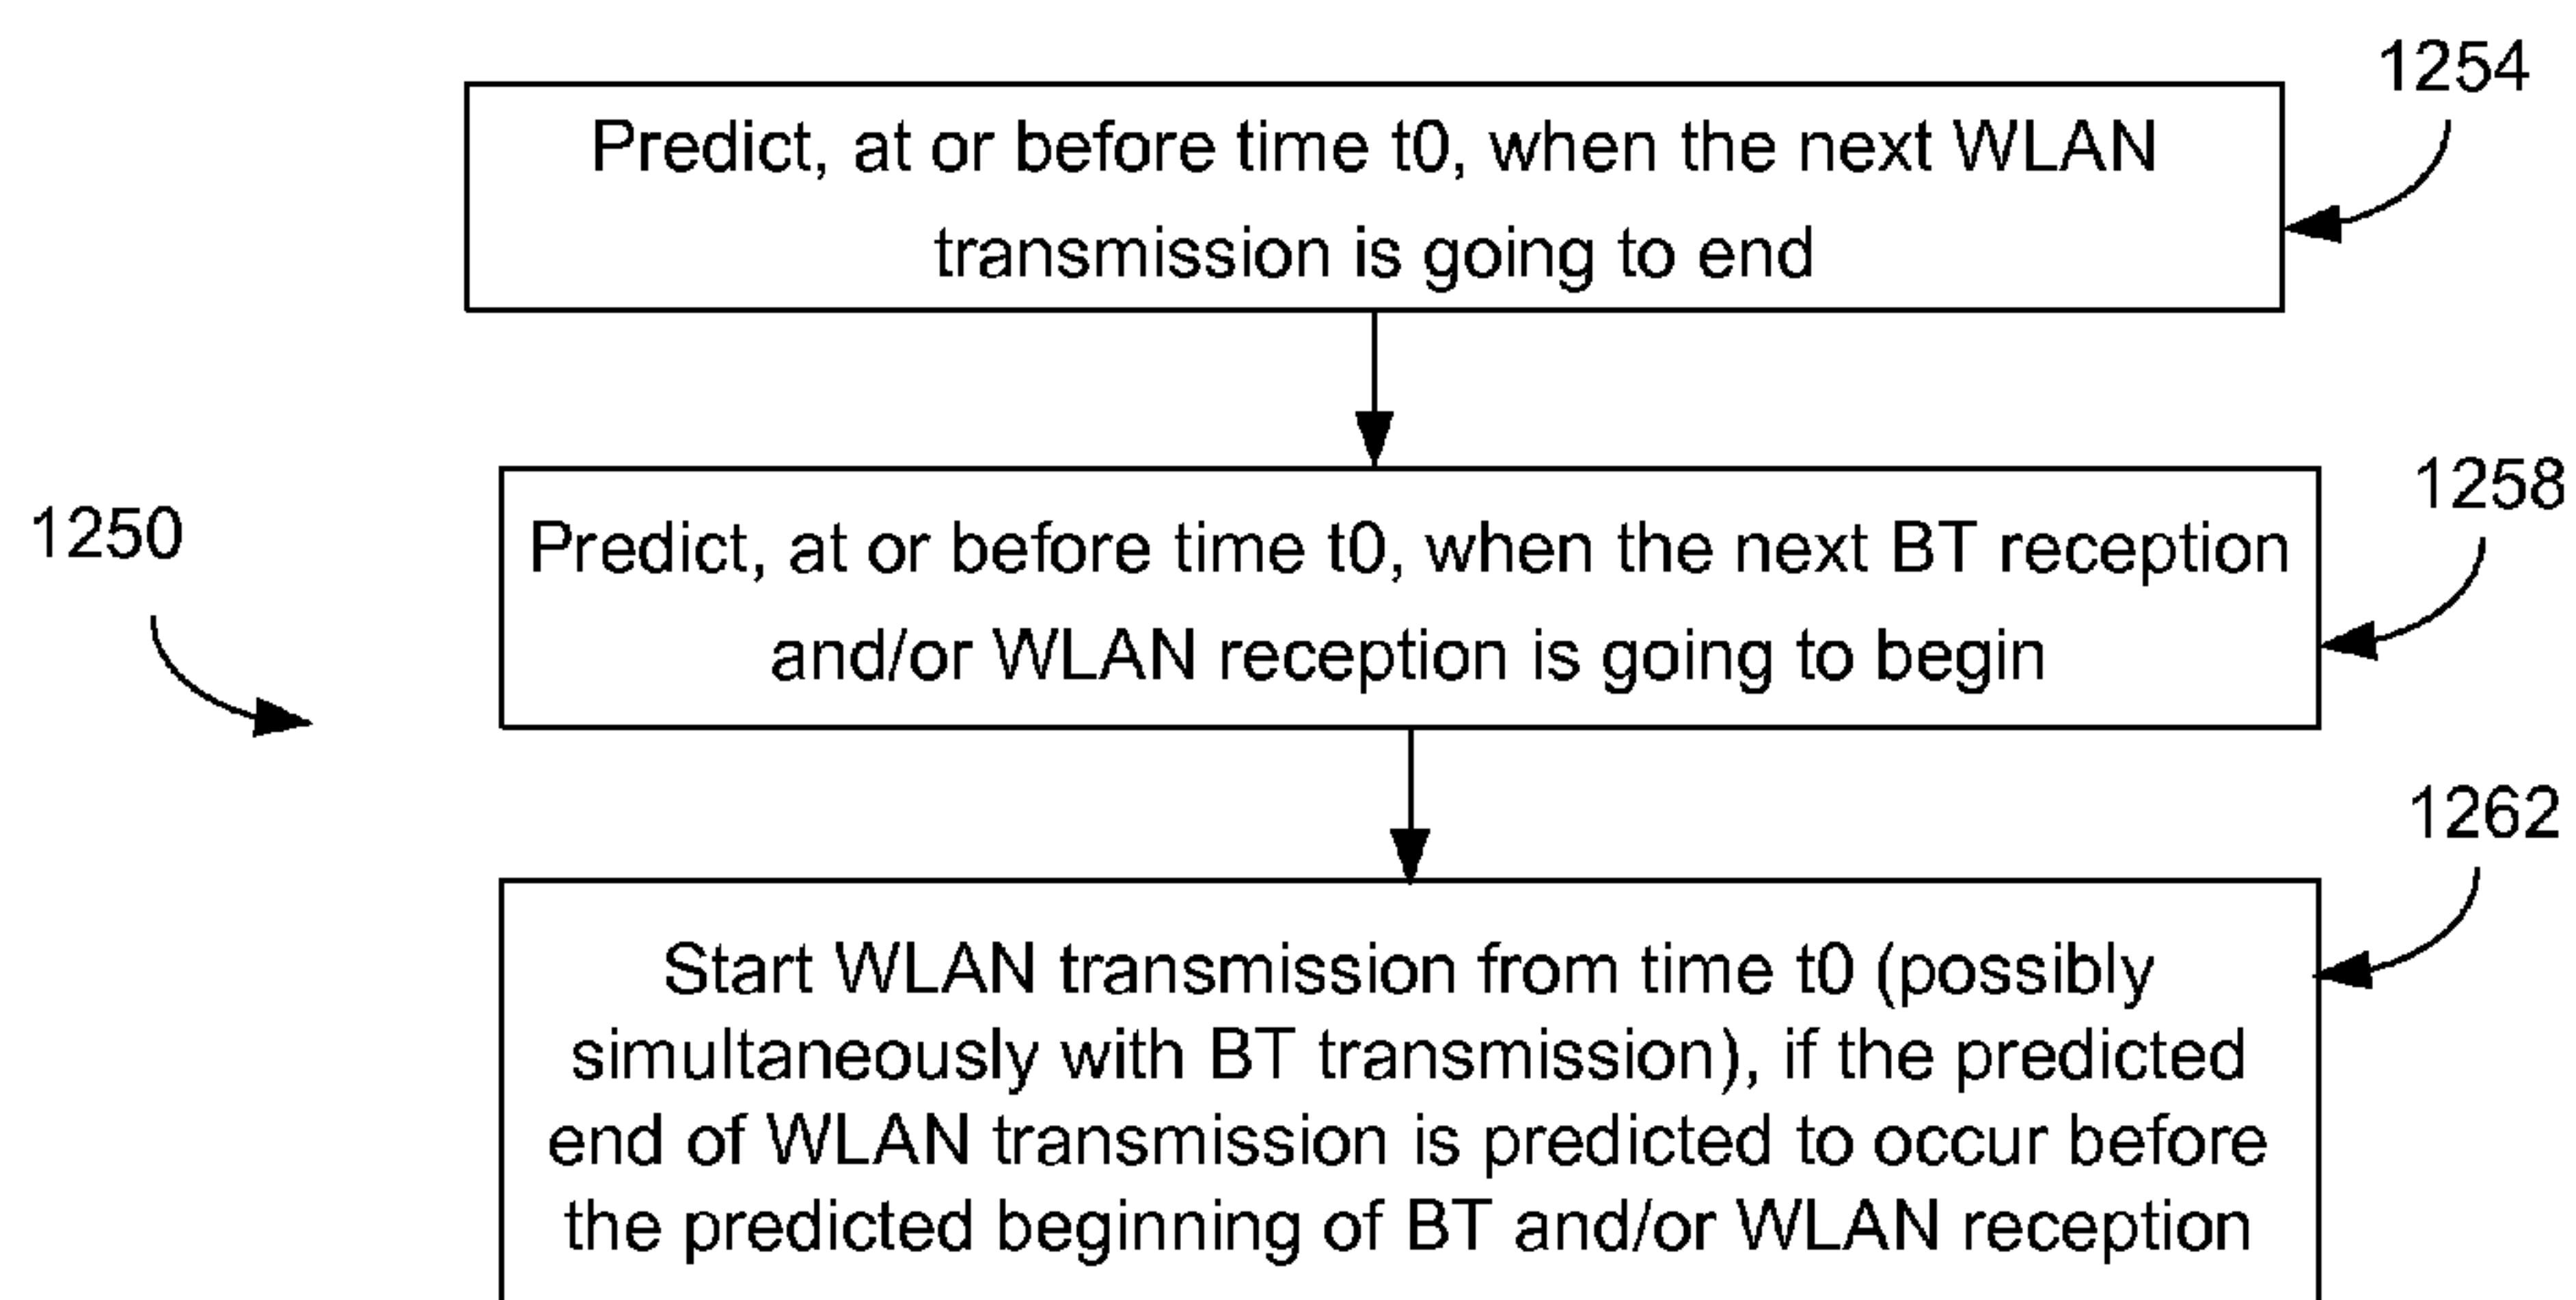 1254
Predict, at or before time t0, when the next WLAN
transmission is going to end
1258
1250
Predict, at or before time t0, when the next BT reception
and/or WLAN reception is going to begin
1262
Start WLAN transmission from time t0 (possibly
simultaneously with BT transmission), if the predicted
end of WLAN transmission is predicted to occur before
the predicted beginning of BT and/or WLAN reception